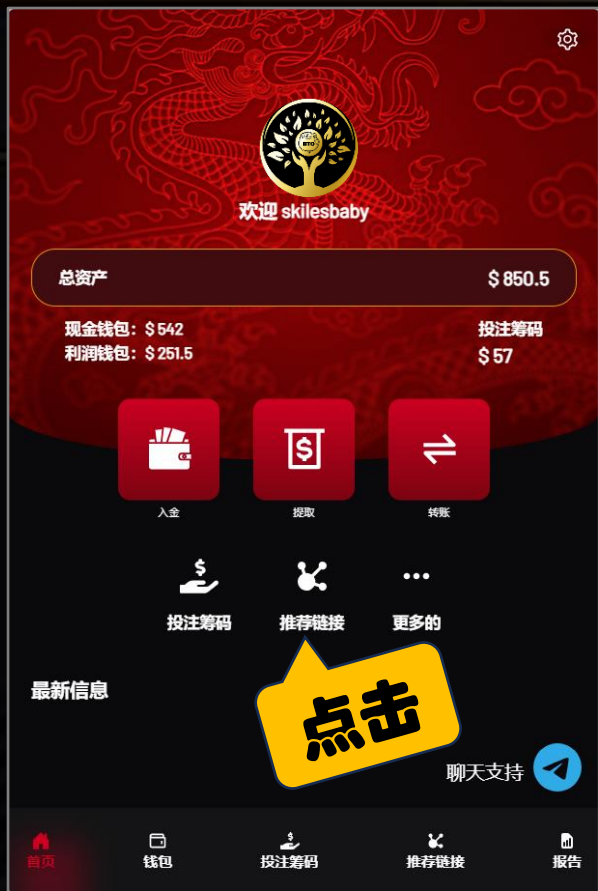 BTO
欢迎 skilesbaby
总资产 $ 850.5
现金钱包: $ 542
利润钱包: $ 251.5
投注筹码
$ 57
入金 提取 转账
投注筹码 推荐链接 更多的
点击
最新信息
聊天支持
首页 钱包 投注筹码 推荐链接 报告